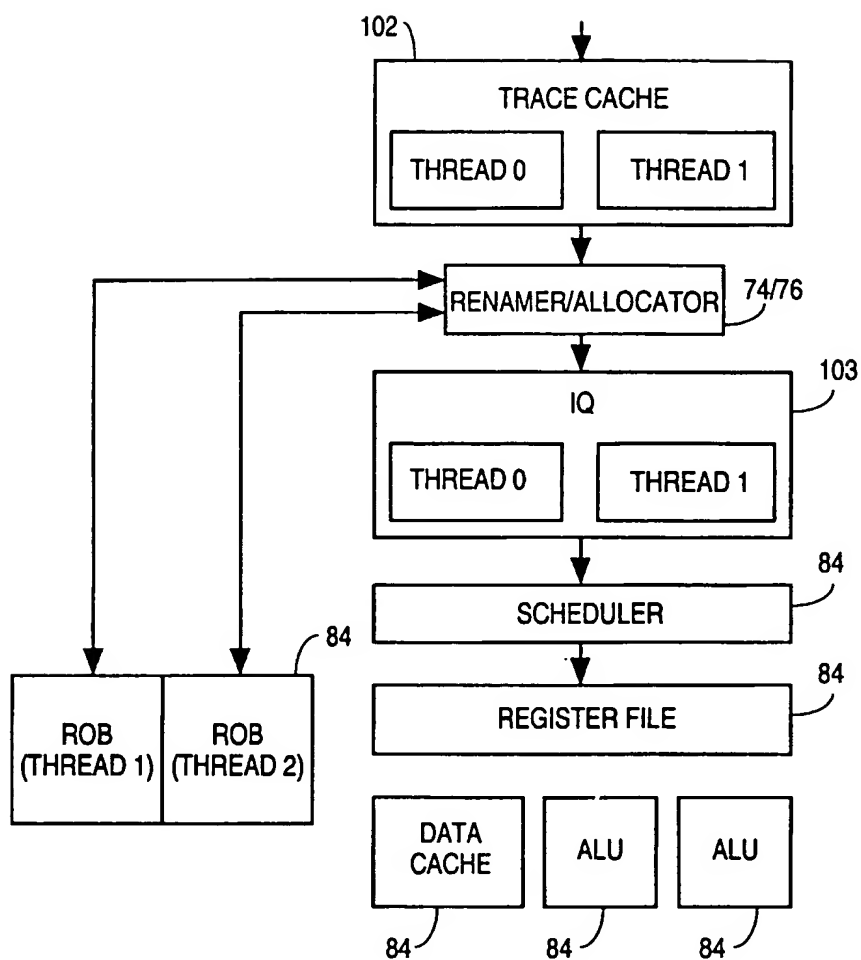 102
TRACE CACHE
THREAD 0
THREAD 1
RENAMER/ALLOCATOR
74/76
103
IQ
THREAD 0
THREAD 1
84
SCHEDULER
84
84
REGISTER FILE
ROB
(THREAD 1)
ROB
(THREAD 2)
DATA
CACHE
ALU
ALU
84
84
84